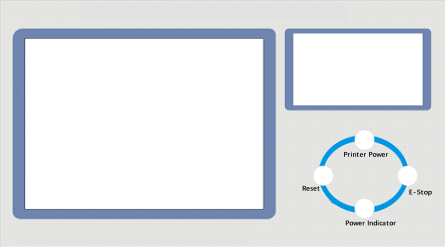 Printer Power
Reset
E-Stop
Power Indicator